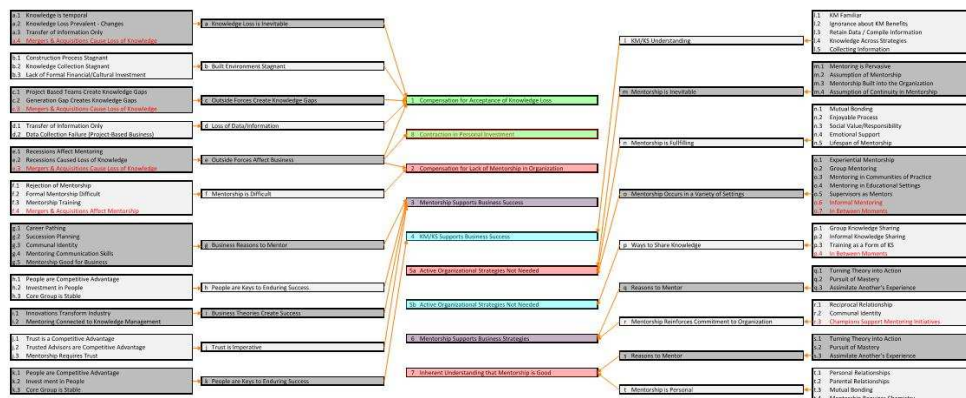 a.1 Knowledge is temporal
a.2 Knowledge Loss Prevalent - Changes
a.3 Transfer of Information Only
a.4 Mergers & Acquisitions Cause Loss of Knowledge
a Knowledge Loss is Inevitable
b.1 Construction Process Stagnant
b.2 Knowledge Collection Stagnant
b.3 Lack of Formal Financial/Cultural Investment
b Built Environment Stagnant
c.1 Project Based Teams Create Knowledge Gaps
c.2 Generation Gap Creates Knowledge Gaps
c.3 Mergers & Acquisitions Cause Loss of Knowledge
c Outside Forces Create Knowledge Gaps
d.1 Transfer of Information Only
d.2 Data Collection Failure (Project-Based Business)
d Loss of Data/Information
e.1 Recessions Affect Mentoring
e.2 Recessions Caused Loss of Knowledge
e.3 Mergers & Acquisitions Cause Loss of Knowledge
e Outside Forces Affect Business
f.1 Rejection of Mentorship
f.2 Formal Mentorship Difficult
f.3 Mentorship Training
f.4 Mergers & Acquisitions Affect Mentorship
f Mentorship is Difficult
g.1 Career Pathing
g.2 Succession Planning
g.3 Communal Identity
g.4 Mentoring Communication Skills
g.5 Mentorship Good for Business
g Business Reasons to Mentor
h.1 People are Competitive Advantage
h.2 Investment in People
h.3 Core Group is Stable
h People are Keys to Enduring Success
i.1 Innovations Transform Industry
i.2 Mentoring Connected to Knowledge Management
i Business Theories Create Success
j.1 Trust is a Competitive Advantage
j.2 Trusted Advisors are Competitive Advantage
j.3 Mentorship Requires Trust
j Trust is Imperative
k.1 People are Competitive Advantage
k.2 Investment in People
k.3 Core Group is Stable
k People are Keys to Enduring Success
1 Compensation for Acceptance of Knowledge Loss
8 Contraction in Personal Investment
2 Compensation for Lack of Mentorship in Organization
3 Mentorship Supports Business Success
4 KM/KS Supports Business Success
5a Active Organizational Strategies Not Needed
5b Active Organizational Strategies Not Needed
6 Mentorship Supports Business Strategies
7 Inherent Understanding that Mentorship is Good
l KM/KS Understanding
l.1 KM Familiar
l.2 Ignorance about KM Benefits
l.3 Retain Data / Compile Information
l.4 Knowledge Across Strategies
l.5 Collecting Information
m Mentorship is Inevitable
m.1 Mentoring is Pervasive
m.2 Assumption of Mentorship
m.3 Mentorship Built into the Organization
m.4 Assumption of Continuity in Mentorship
n Mentorship is Fullfilling
n.1 Mutual Bonding
n.2 Enjoyable Process
n.3 Social Value/Responsibility
n.4 Emotional Support
n.5 Lifespan of Mentorship
o Mentorship Occurs in a Variety of Settings
o.1 Experiential Mentorship
o.2 Group Mentoring
o.3 Mentoring in Communities of Practice
o.4 Mentoring in Educational Settings
o.5 Supervisors as Mentors
o.6 Informal Mentoring
o.7 In Between Moments
p Ways to Share Knowledge
p.1 Group Knowledge Sharing
p.2 Informal Knowledge Sharing
p.3 Training as a Form of KS
p.4 In Between Moments
q Reasons to Mentor
q.1 Turning Theory into Action
q.2 Pursuit of Mastery
q.3 Assimilate Another's Experience
r Mentorship Reinforces Commitment to Organization
r.1 Reciprocal Relationship
r.2 Communal Identity
r.3 Champions Support Mentoring Initiatives
s Reasons to Mentor
s.1 Turning Theory into Action
s.2 Pursuit of Mastery
s.3 Assimilate Another's Experience
t Mentorship is Personal
t.1 Personal Relationships
t.2 Parental Relationships
t.3 Mutual Bonding